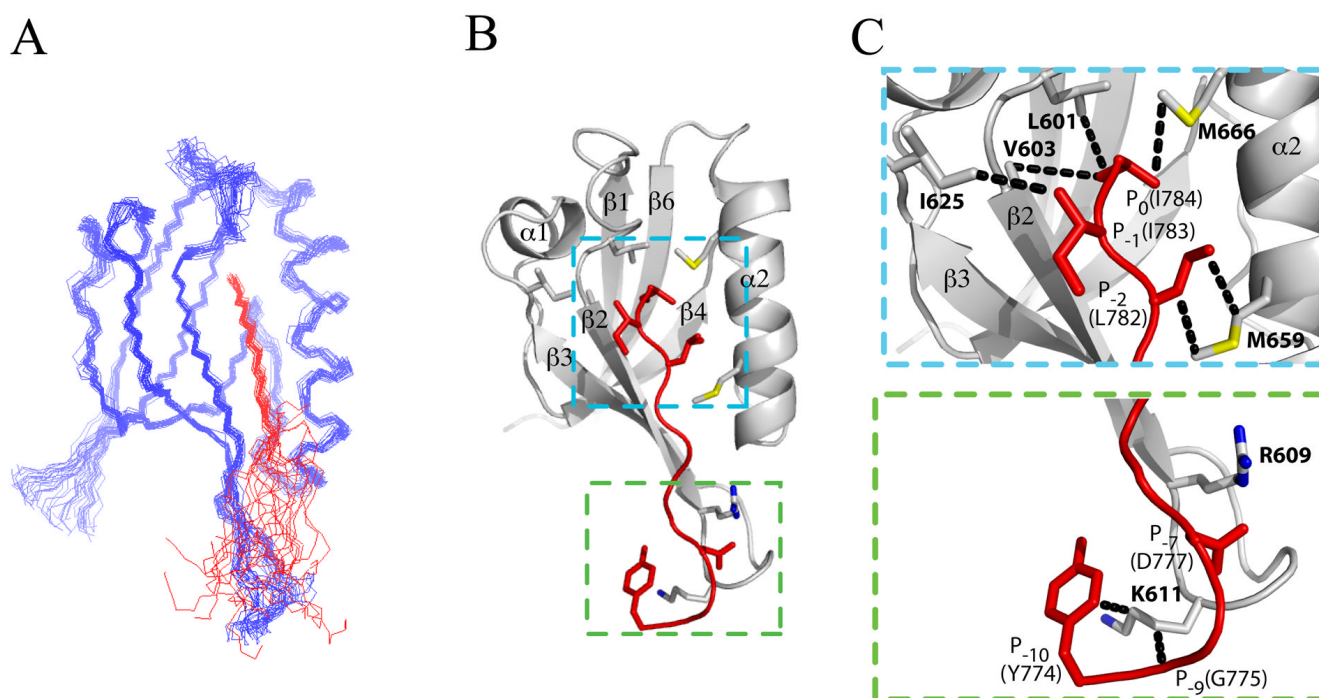 A
B
β1
β6
α1
α2
β2
β4
β3
C
L601
M666
V603
α2
P0(I784)
I625
β2
P-1(I783)
β3
P-2
(L782)
M659
R609
P-7
(D777)
K611
P-10
(Y774)
P-9(G775)